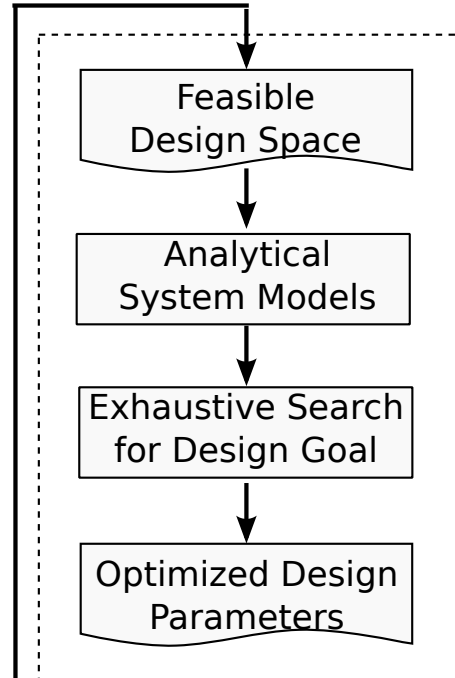 Feasible
Design Space
Analytical
System Models
Exhaustive Search
for Design Goal
Optimized Design
Parameters